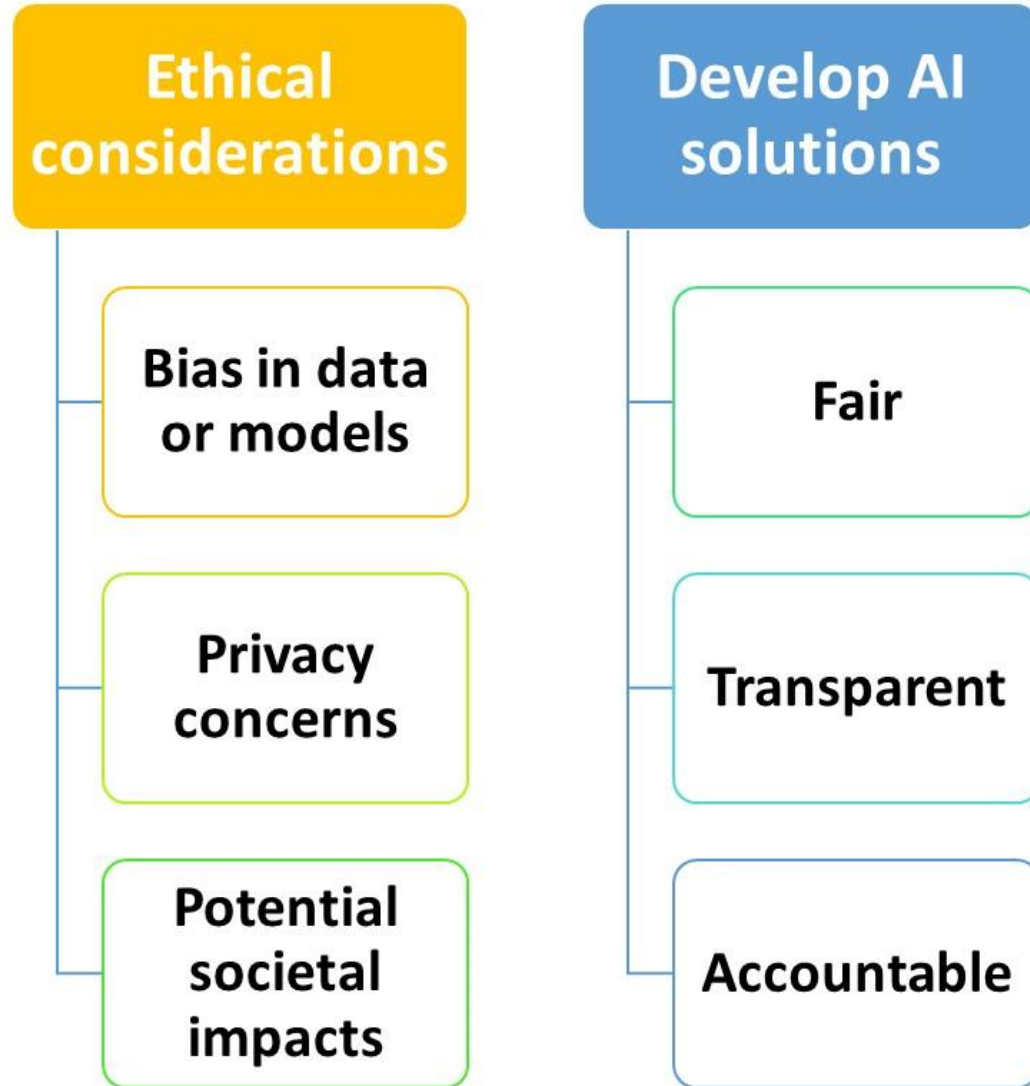 Ethical
considerations
Bias in data
or models
Privacy
concerns
Potential
societal
impacts
Develop AI
solutions
Fair
Transparent
Accountable